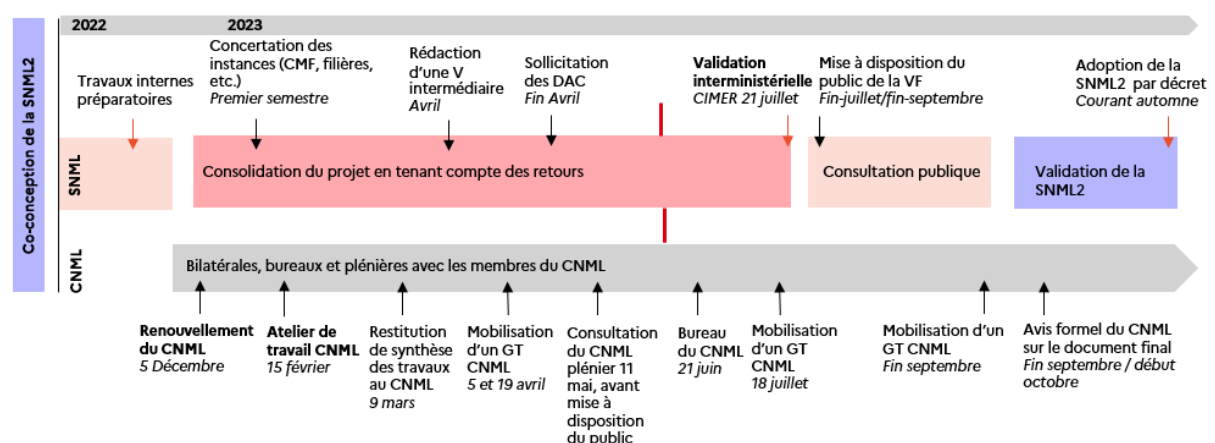 Co-conception de la SNML2
2022
2023
Travaux internes
préparatoires
Concertation des
instances (CMF, filières,
etc.)
Premier semestre
Rédaction
d'une V
intermédiaire
Avril
Sollicitation
des DAC
Fin Avril
Validation
interministérielle
CIMER 21 juillet
Mise à disposition du
public de la VF
Fin-juillet/fin-septembre
Adoption de la
SNML2 par décret
Courant automne
SNML
Consolidation du projet en tenant compte des retours
Consultation publique
Validation de la
SNML2
CNML
Bilatérales, bureaux et plénières avec les membres du CNML
Renouvellement
du CNML
5 Décembre
Atelier de
travail CNML
15 février
Restitution
de synthèse
des travaux
au CNML
9 mars
Mobilisation
d'un GT
CNML
5 et 19 avril
Consultation
du CNML
plénier 11
mai, avant
mise à
disposition
du public
Bureau
du CNML
21 juin
Mobilisation
d'un GT
CNML
18 juillet
Mobilisation d'un
GT CNML
Fin septembre
Avis formel du CNML
sur le document final
Fin septembre / début
octobre